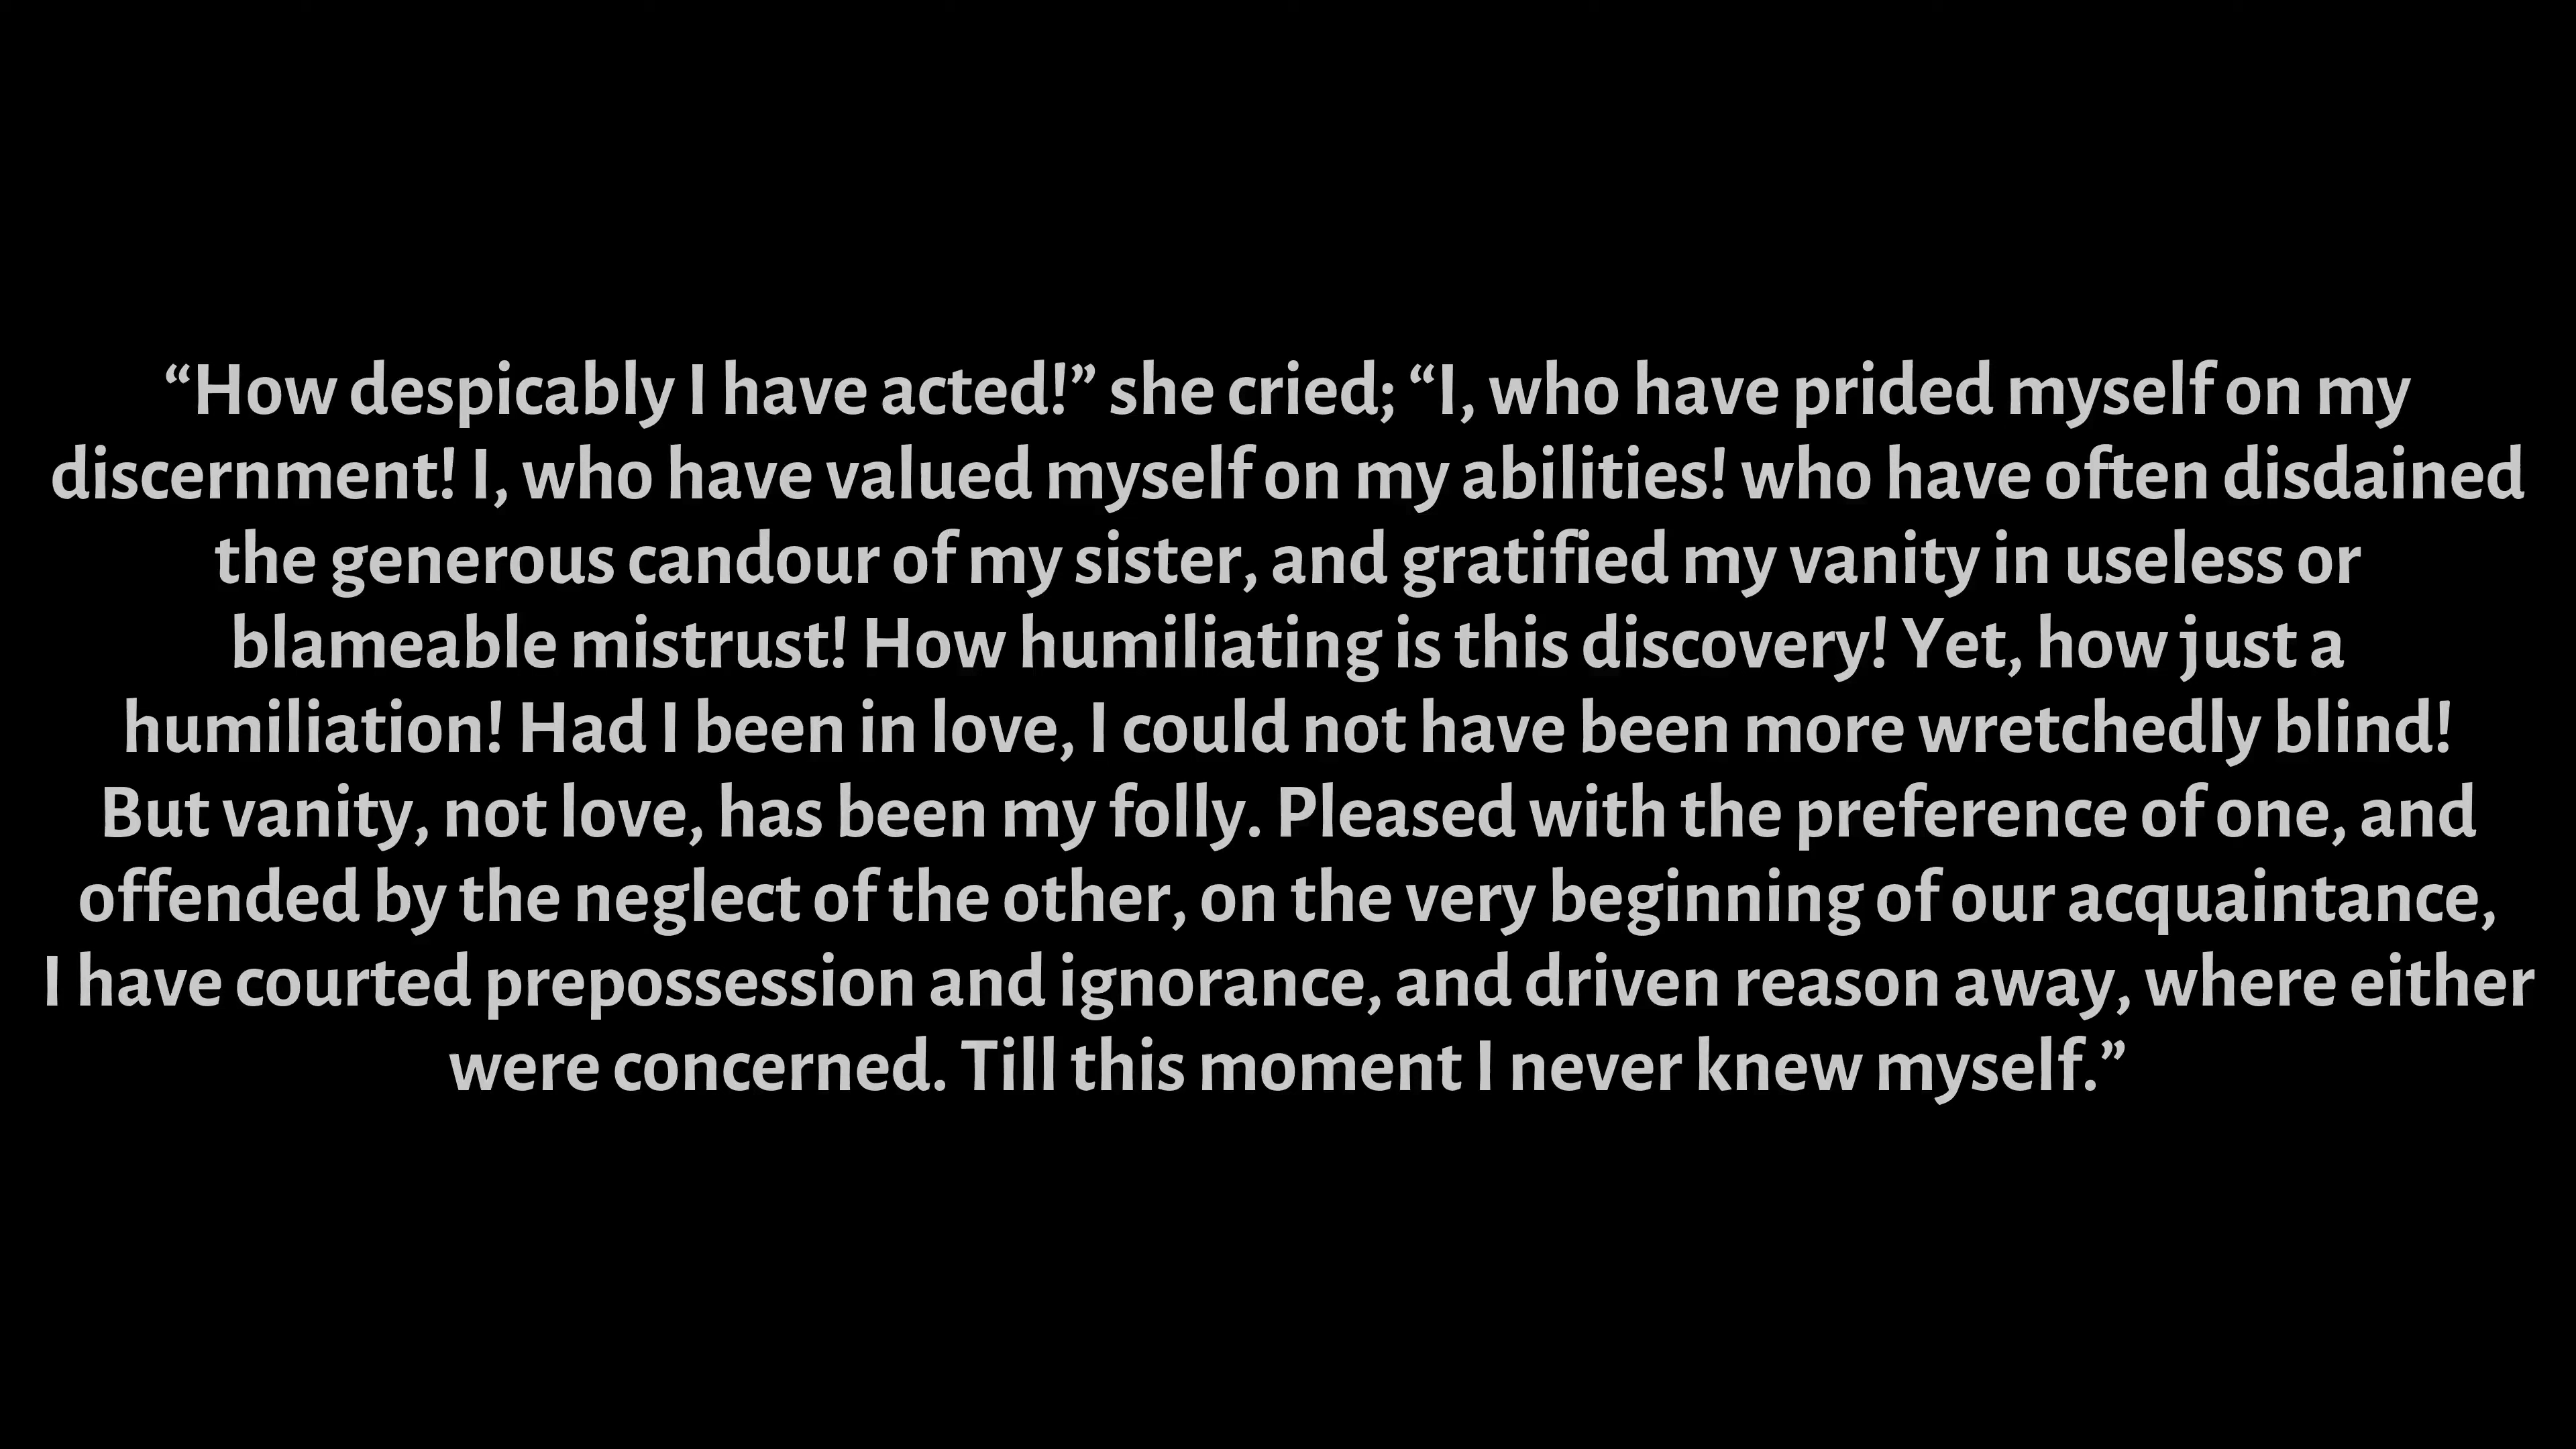 “How despicably I have acted!” she cried; “I, who have prided myself on my
discernment! I, who have valued myself on my abilities! who have often disdained
the generous candour of my sister, and gratified my vanity in useless or
blameable mistrust! How humiliating is this discovery! Yet, how just a
humiliation! Had I been in love, I could not have been more wretchedly blind!
But vanity, not love, has been my folly. Pleased with the preference of one, and
offended by the neglect of the other, on the very beginning of our acquaintance,
I have courted prepossession and ignorance, and driven reason away, where either
were concerned. Till this moment I never knew myself.”